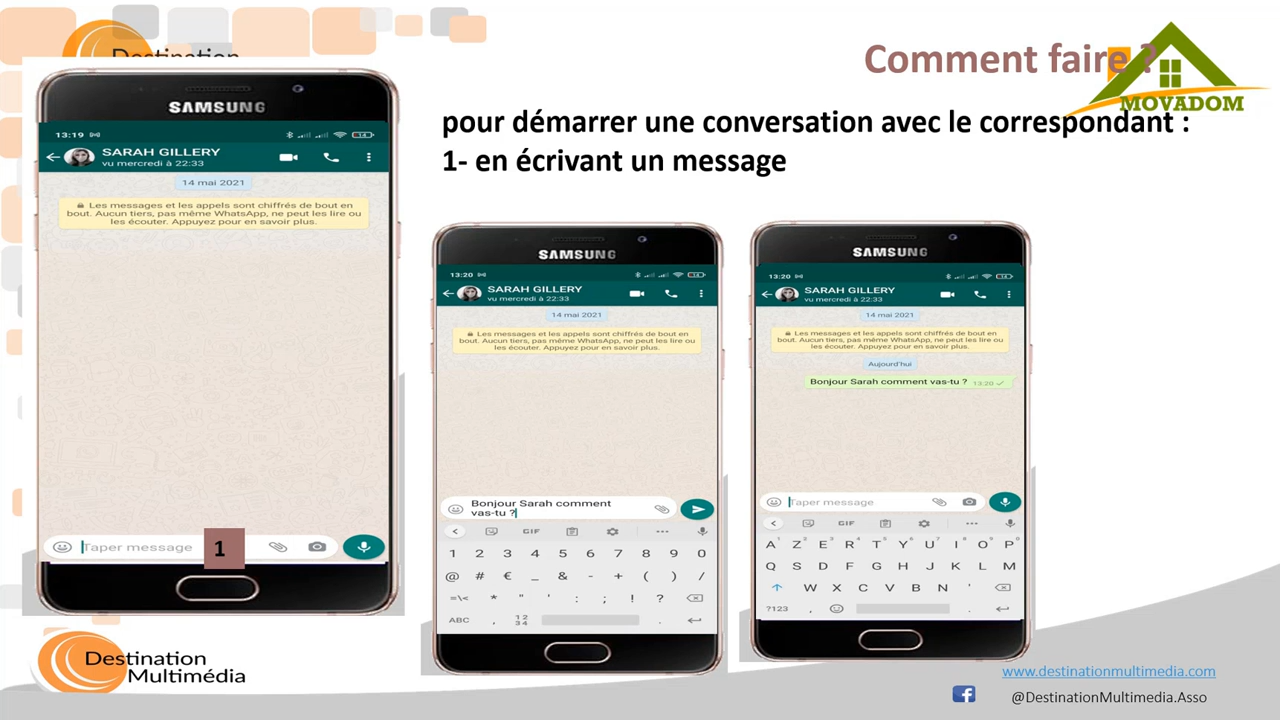 Destination
Comment faire ?
MOVADOM
pour démarrer une conversation avec le correspondant :
1- en écrivant un message
SAMSUNG
13:19
14
SARAH GILLERY
vu mercredi à 22:33
14 mai 2021
Les messages et les appels sont chiffrés de bout en
bout. Aucun tiers, pas même WhatsApp, ne peut les lire ou
les écouter. Appuyez pour en savoir plus.
Taper message
1
SAMSUNG
13:20
14
SARAH GILLERY
vu mercredi à 22:33
14 mai 2021
Les messages et les appels sont chiffrés de bout en
bout. Aucun tiers, pas même WhatsApp, ne peut les lire ou
les écouter. Appuyez pour en savoir plus.
Bonjour Sarah comment
vas-tu ?
GIF
1 2 3 4 5 6 7 8 9 0
@ # € _ & - + ( ) /
=\< * " ' : ; ! ?
ABC , 12 .
34
SAMSUNG
13:20
14
SARAH GILLERY
vu mercredi à 22:33
14 mai 2021
Les messages et les appels sont chiffrés de bout en
bout. Aucun tiers, pas même WhatsApp, ne peut les lire ou
les écouter. Appuyez pour en savoir plus.
Aujourd'hui
Bonjour Sarah comment vas-tu ? 13:20
Taper message
GIF
A Z E R T Y U I O P
Q S D F G H J K L M
W X C V B N '
?123 , .
Destination
Multimédia
www.destinationmultimédia.com
@DestinationMultimedia.Asso